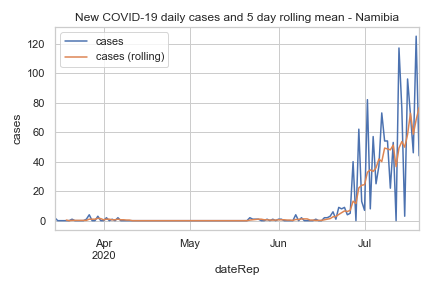 New COVID-19 daily cases and 5 day rolling mean - Namibia
cases
cases (rolling)
120
100
80
60
40
20
0
cases
Apr
2020
May
Jun
Jul
dateRep